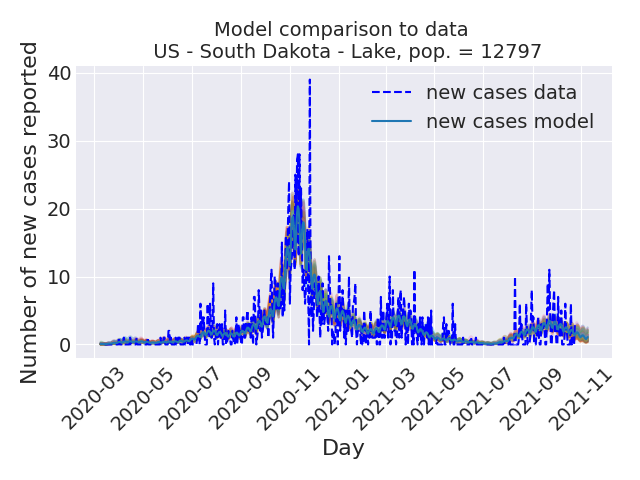 Model comparison to data
US - South Dakota - Lake, pop. = 12797
Number of new cases reported
40
30
20
10
0
new cases data
new cases model
2020-03
2020-05
2020-07
2020-09
2020-11
2021-01
2021-03
2021-05
2021-07
2021-09
2021-11
Day